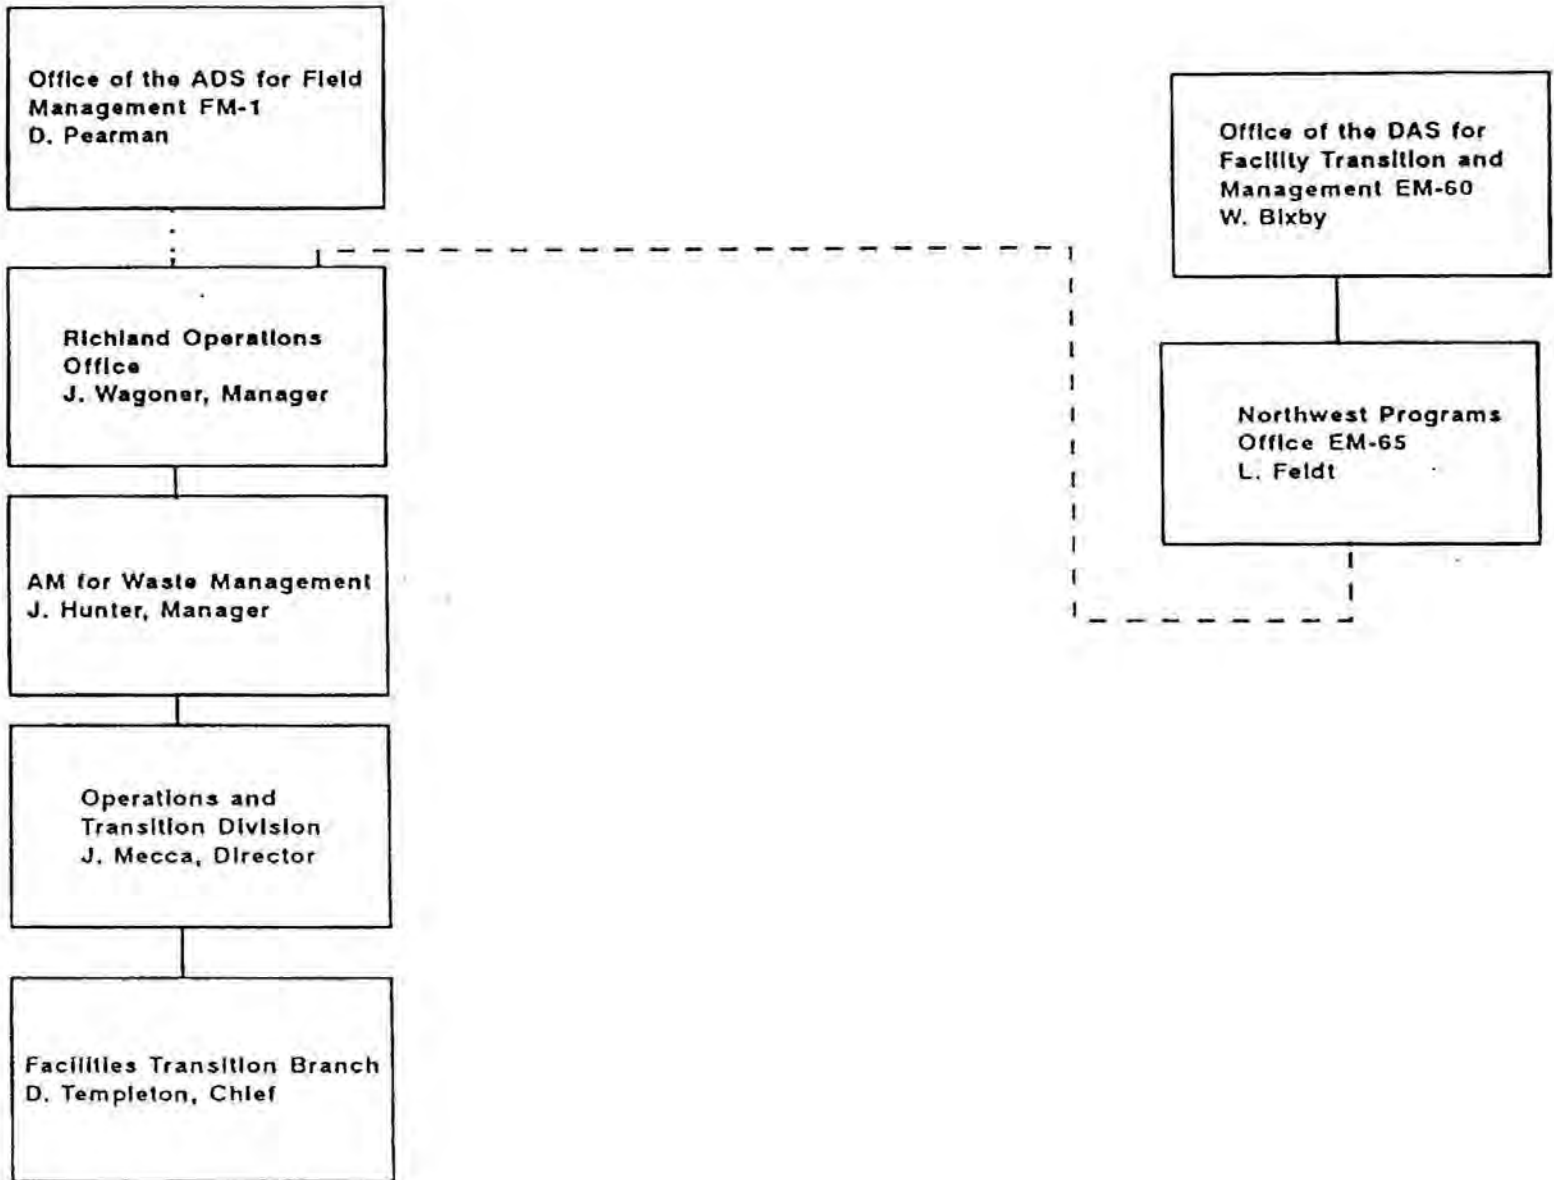 Office of the ADS for Field
Management FM-1
D. Pearman
Office of the DAS for
Facility Transition and
Management EM-60
W. Bixby
Richland Operations
Office
J. Wagoner, Manager
Northwest Programs
Office EM-65
L. Feldt
AM for Waste Management
J. Hunter, Manager
Operations and
Transition Division
J. Mecca, Director
Facilities Transition Branch
D. Templeton, Chief